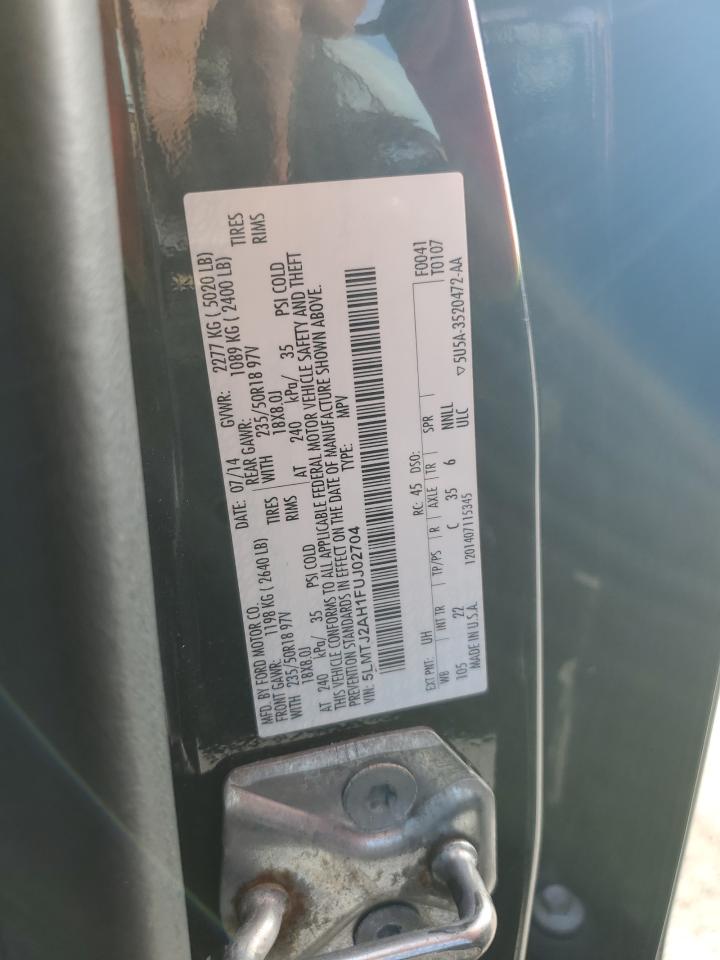 MFD. BY FORD MOTOR CO. DATE: 07/14 GVWR: 2277 KG ( 5020 LB)
FRONT GAWR: 1198 KG ( 2640 LB) REAR GAWR: 1089 KG ( 2400 LB)
WITH 235/50R18 97V TIRES WITH 235/50R18 97V TIRES
18X8.0J RIMS 18X8.0J RIMS
AT 240 kPa/ 35 PSI COLD AT 240 kPa/ 35 PSI COLD
THIS VEHICLE CONFORMS TO ALL APPLICABLE FEDERAL MOTOR VEHICLE SAFETY AND THEFT
PREVENTION STANDARDS IN EFFECT ON THE DATE OF MANUFACTURE SHOWN ABOVE.
VIN: 5LMTJ2AH1FUJ02704 TYPE: MPV
EXT PNT: UH RC: 45 DSO: F0041
T0107
WB INT TR TP/PS R AXLE TR SPR
105 22 C 35 6 NNLL
MADE IN U.S.A. 1201407115345 ULC
▽ 5U5A-3520472-AA